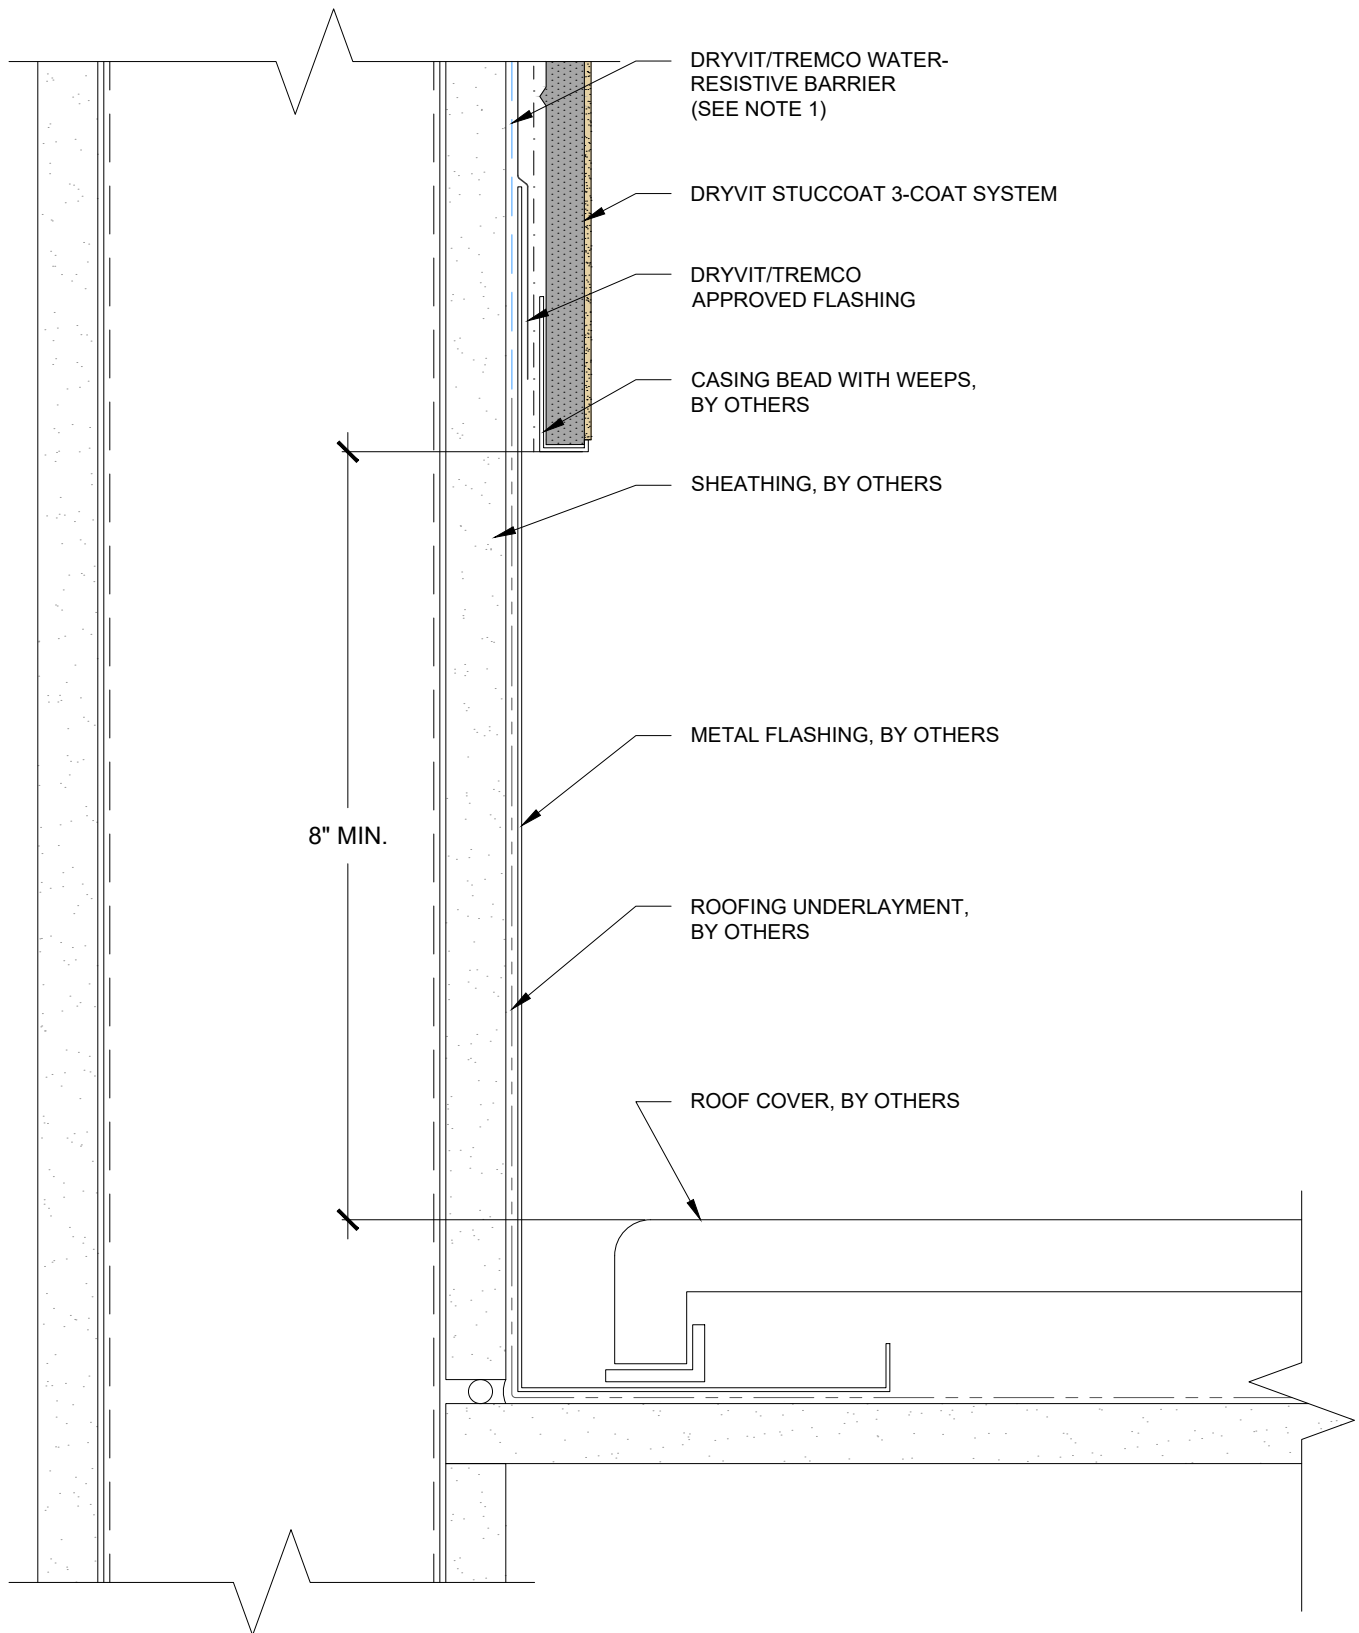 DRYVIT/TREMCO WATER-
RESISTIVE BARRIER
(SEE NOTE 1)
DRYVIT STUCCOAT 3-COAT SYSTEM
DRYVIT/TREMCO
APPROVED FLASHING
CASING BEAD WITH WEEPS,
BY OTHERS
SHEATHING, BY OTHERS
METAL FLASHING, BY OTHERS
8" MIN.
ROOFING UNDERLAYMENT,
BY OTHERS
ROOF COVER, BY OTHERS